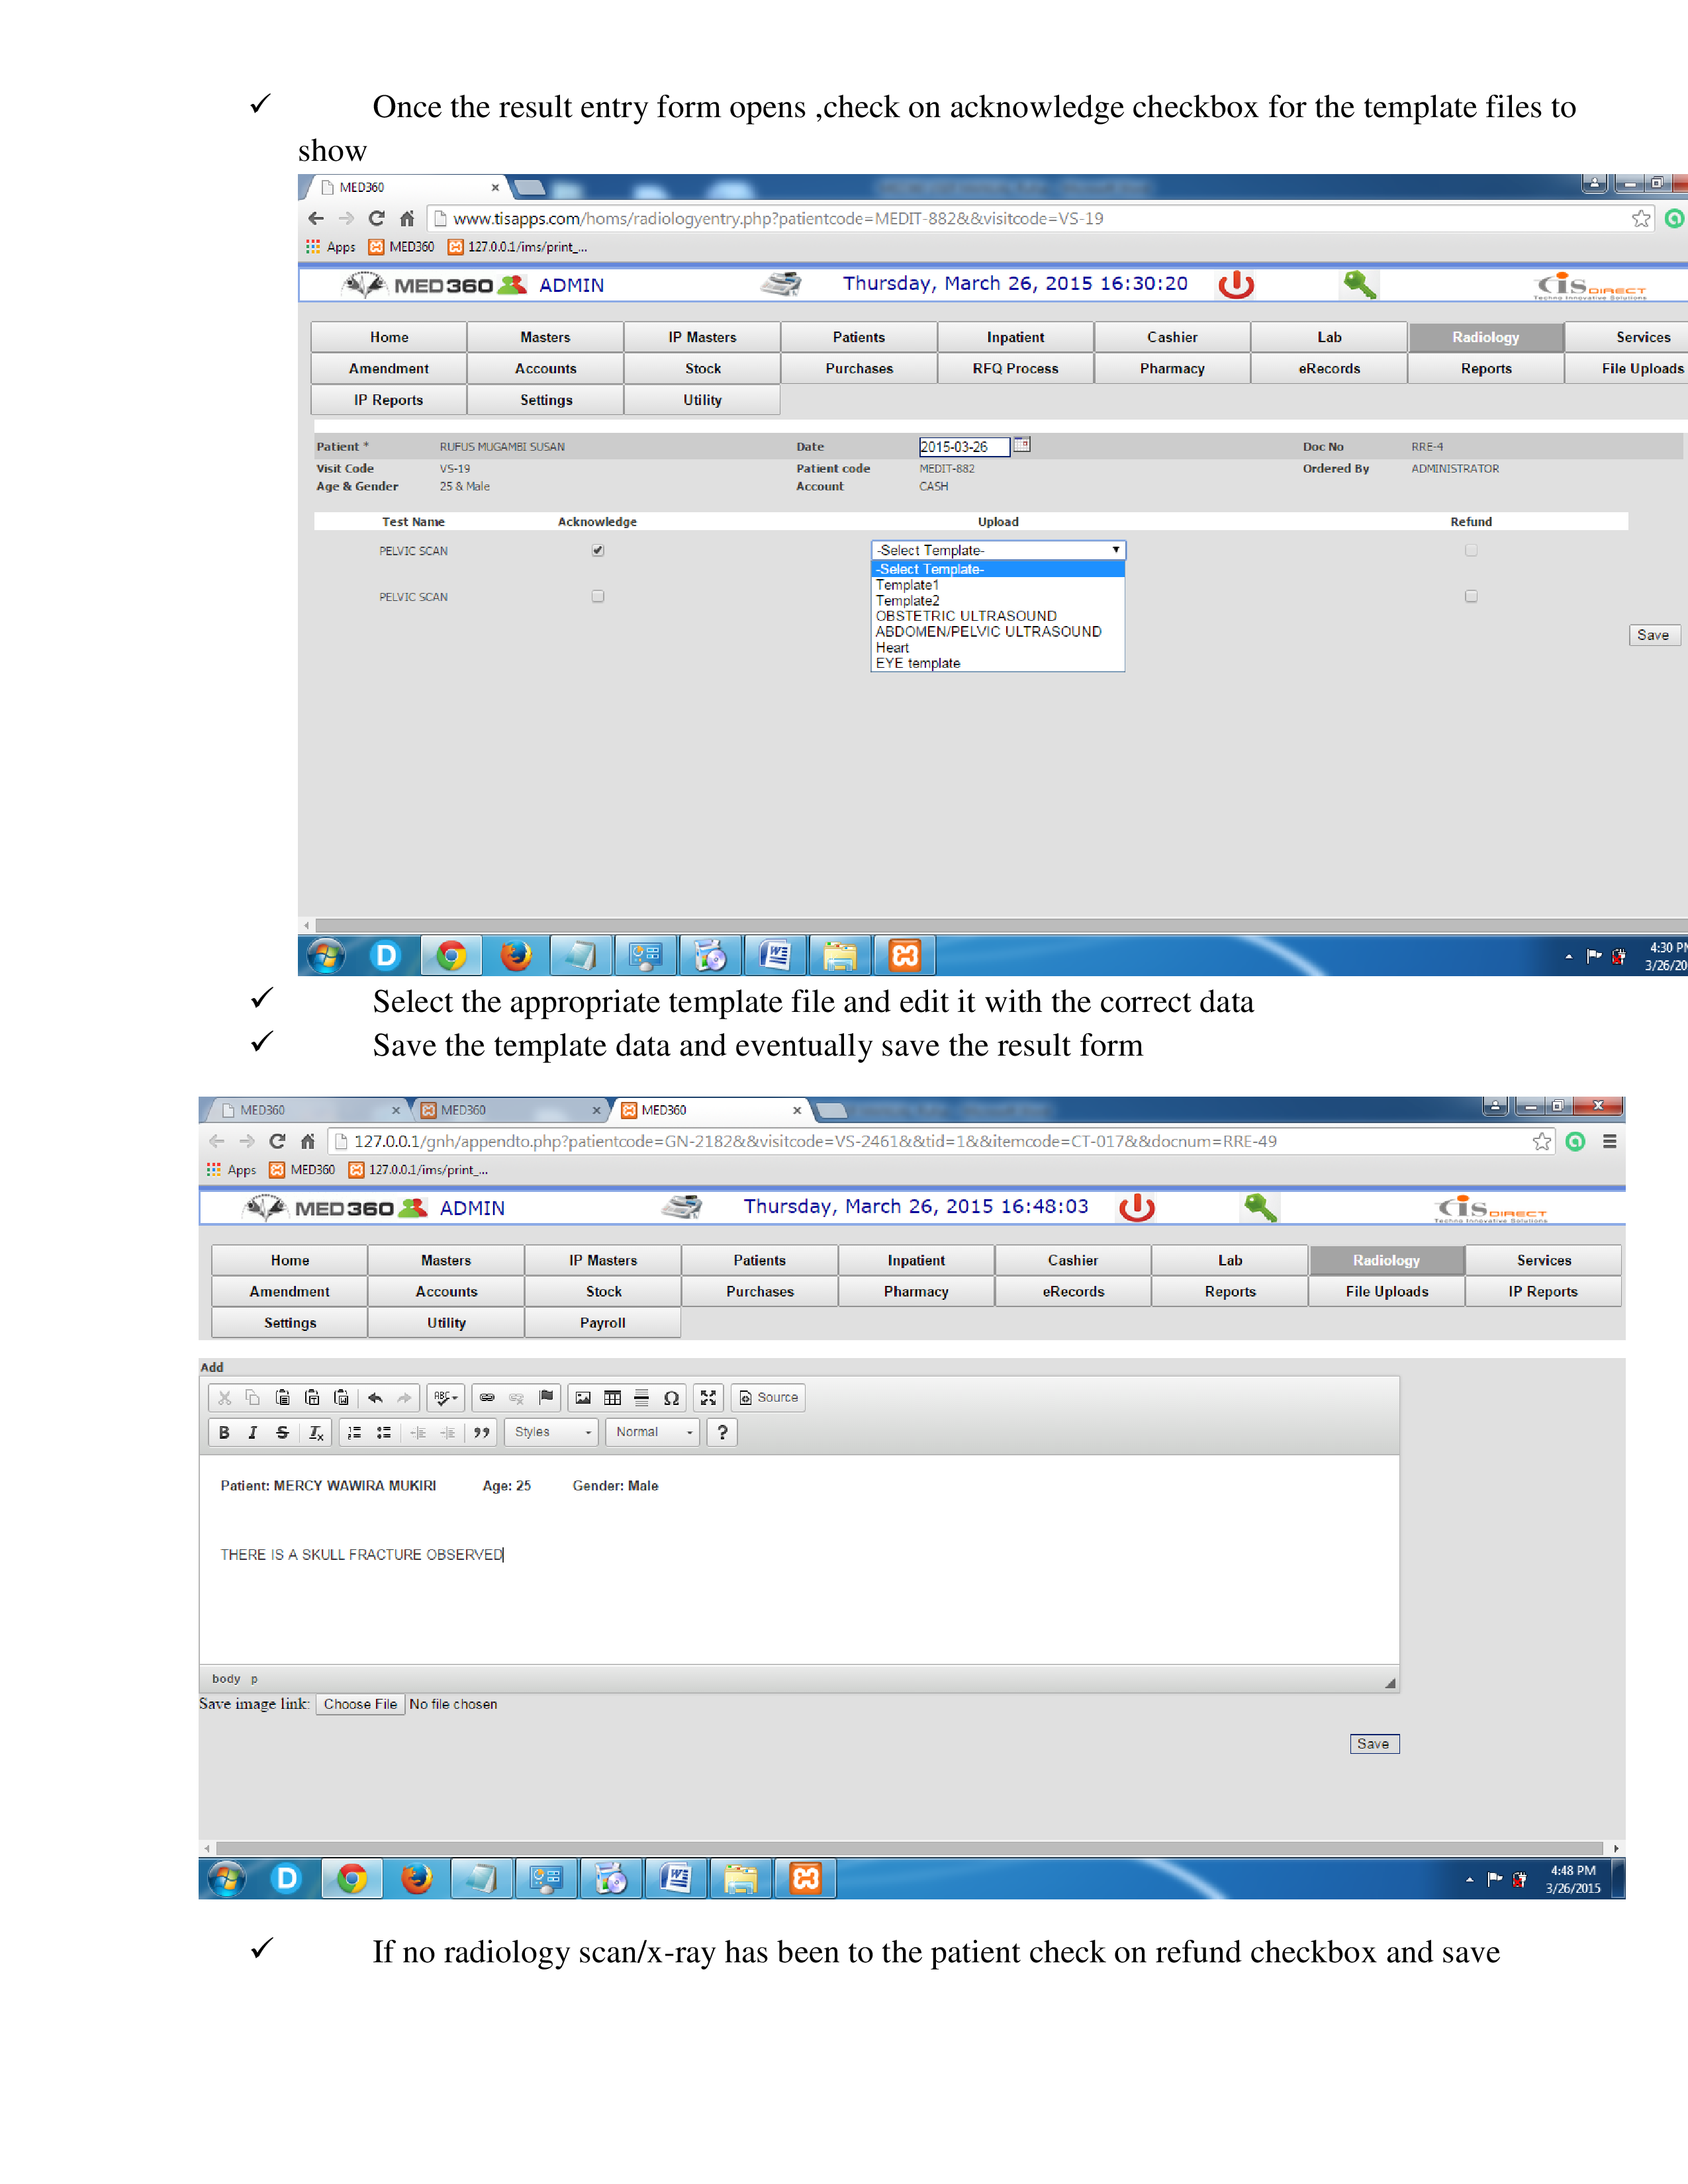 ✓ Once the result entry form opens ,check on acknowledge checkbox for the template files to
show
MED360
www.tisapps.com/homs/radiologyentry.php?patientcode=MEDIT-882&&visitcode=VS-19
Apps MED360 127.0.0.1/ims/print_...
MED360 ADMIN Thursday, March 26, 2015 16:30:20 CiS DIRECT
Techno Innovative Solutions
Home Masters IP Masters Patients Inpatient Cashier Lab Radiology Services
Amendment Accounts Stock Purchases RFQ Process Pharmacy eRecords Reports File Uploads
IP Reports Settings Utility
Patient * RUFUS MUGAMBI SUSAN Date 2015-03-26 Doc No RRE-4
Visit Code VS-19 Patient code MEDIT-882 Ordered By ADMINISTRATOR
Age & Gender 25 & Male Account CASH
Test Name Acknowledge Upload Refund
PELVIC SCAN -Select Template-
-Select Template-
Template1
PELVIC SCAN Template2
OBSTETRIC ULTRASOUND
ABDOMEN/PELVIC ULTRASOUND Save
Heart
EYE template
4:30 PM
3/26/20
✓ Select the appropriate template file and edit it with the correct data
✓ Save the template data and eventually save the result form
MED360 MED360 MED360
127.0.0.1/gnh/appendto.php?patientcode=GN-2182&&visitcode=VS-2461&&tid=1&&itemcode=CT-017&&docnum=RRE-49
Apps MED360 127.0.0.1/ims/print_...
MED360 ADMIN Thursday, March 26, 2015 16:48:03 CiS DIRECT
Techno Innovative Solutions
Home Masters IP Masters Patients Inpatient Cashier Lab Radiology Services
Amendment Accounts Stock Purchases Pharmacy eRecords Reports File Uploads IP Reports
Settings Utility Payroll
Add
ABC Ω Source
B I S Ix Styles Normal ?
Patient: MERCY WAWIRA MUKIRI Age: 25 Gender: Male
THERE IS A SKULL FRACTURE OBSERVED
body p
Save image link: Choose File No file chosen
Save
4:48 PM
3/26/2015
✓ If no radiology scan/x-ray has been to the patient check on refund checkbox and save